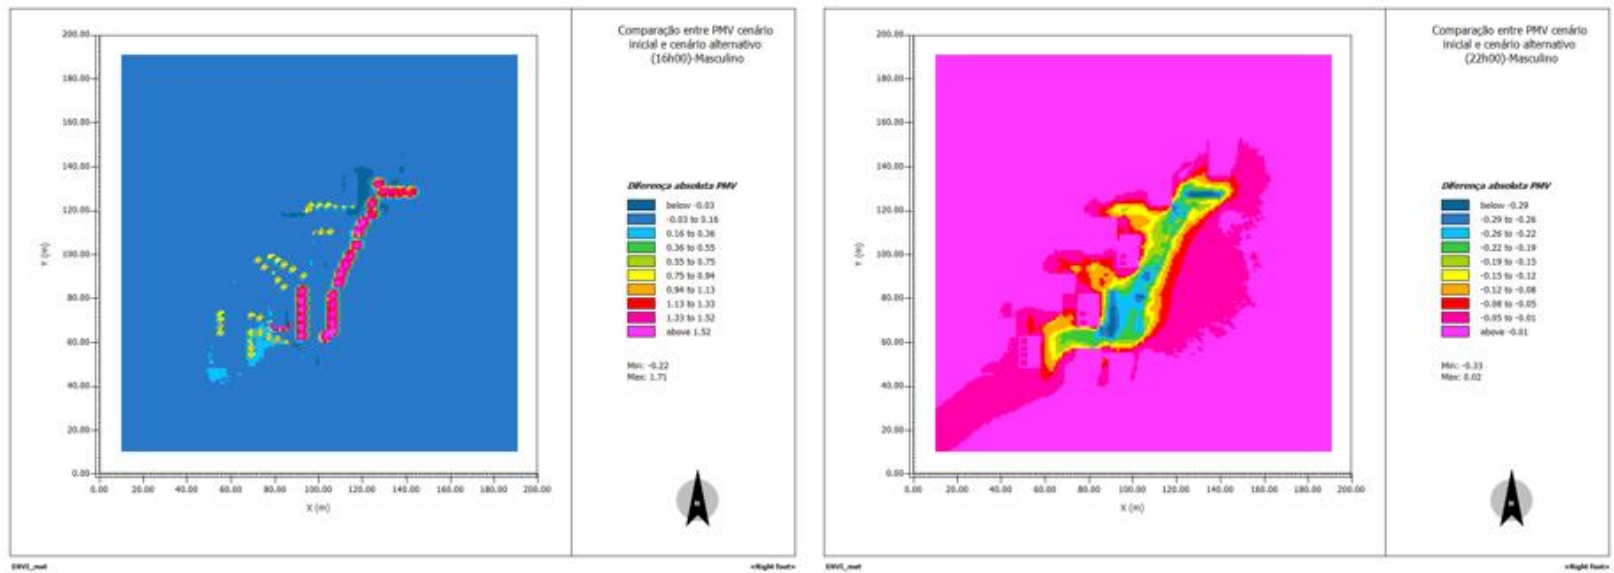 Comparação entre PMV cenário
inicial e cenário alternativo
(16h00)-Masculino
200.00
180.00
160.00
140.00
120.00
100.00
80.00
60.00
40.00
20.00
0.00
Y (m)
0.00 20.00 40.00 60.00 80.00 100.00 120.00 140.00 160.00 180.00 200.00
X (m)
Diferença absoluta PMV
below -0.03
-0.03 to 0.16
0.16 to 0.36
0.36 to 0.55
0.55 to 0.75
0.75 to 0.94
0.94 to 1.13
1.13 to 1.33
1.33 to 1.52
above 1.52
Min: -0.22
Max: 1.71
N
ENVI_met
<Right foot>
Comparação entre PMV cenário
inicial e cenário alternativo
(22h00)-Masculino
200.00
180.00
160.00
140.00
120.00
100.00
80.00
60.00
40.00
20.00
0.00
Y (m)
0.00 20.00 40.00 60.00 80.00 100.00 120.00 140.00 160.00 180.00 200.00
X (m)
Diferença absoluta PMV
below -0.29
-0.29 to -0.26
-0.26 to -0.22
-0.22 to -0.19
-0.19 to -0.15
-0.15 to -0.12
-0.12 to -0.08
-0.08 to -0.05
-0.05 to -0.01
above -0.01
Min: -0.33
Max: 0.02
N
ENVI_met
<Right foot>